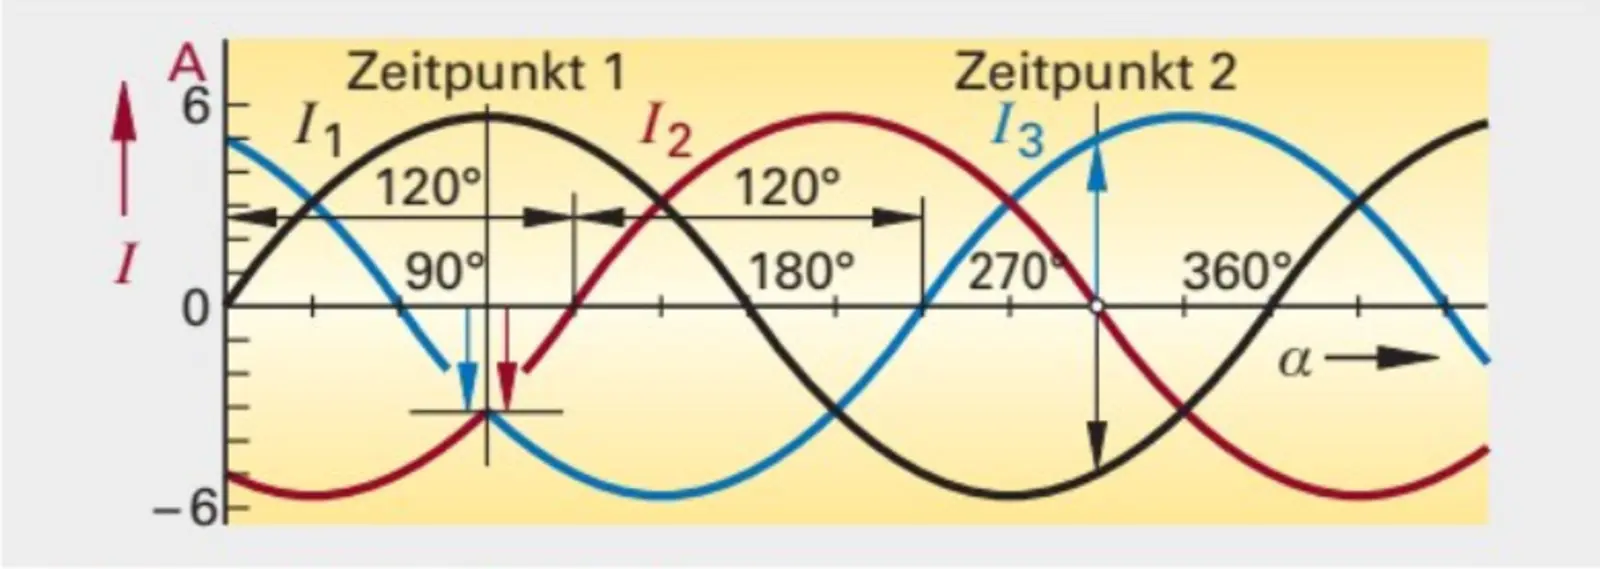 A
Zeitpunkt 1
Zeitpunkt 2
6
I1
I2
I3
120°
120°
I
90°
180°
270°
360°
0
α
−6